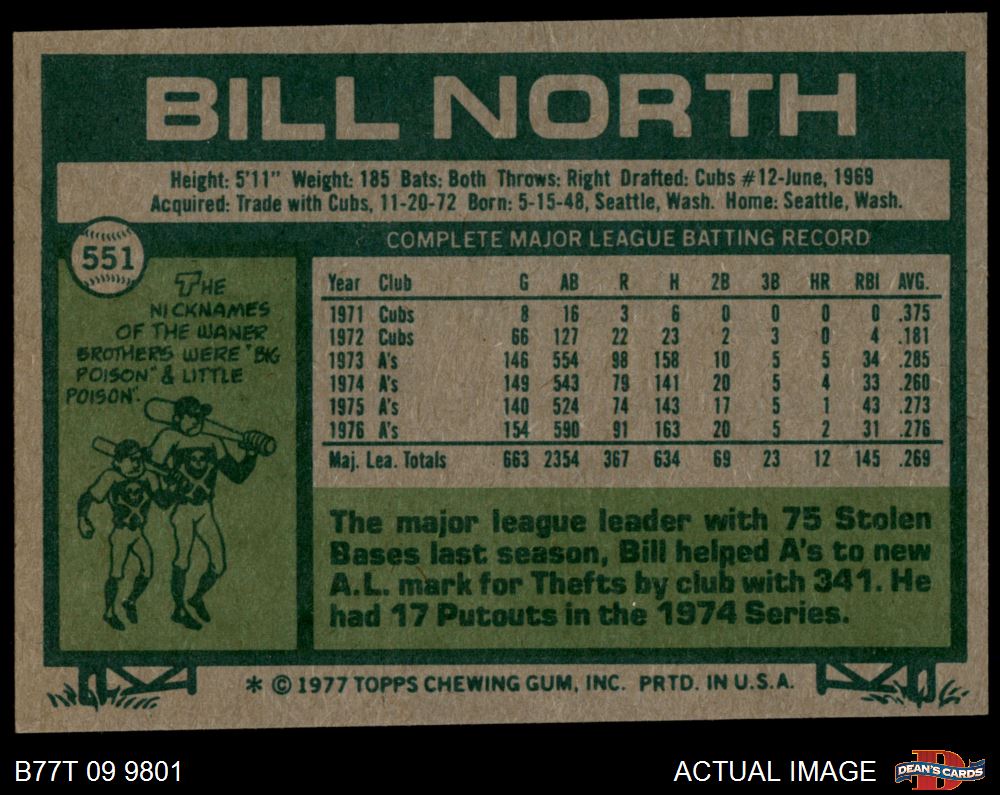 BILL NORTH
Height: 5'11" Weight: 185 Bats: Both Throws: Right Drafted: Cubs #12-June, 1969
Acquired: Trade with Cubs, 11-20-72 Born: 5-15-48, Seattle, Wash. Home: Seattle, Wash.
551
THE
NICKNAMES
OF THE WANER
BROTHERS WERE "BIG
POISON" & LITTLE
POISON".
COMPLETE MAJOR LEAGUE BATTING RECORD
Year Club G AB R H 2B 3B HR RBI AVG.
1971 Cubs 8 16 3 6 0 0 0 0 .375
1972 Cubs 66 127 22 23 2 3 0 4 .181
1973 A's 146 554 98 158 10 5 5 34 .285
1974 A's 149 543 79 141 20 5 4 33 .260
1975 A's 140 524 74 143 17 5 1 43 .273
1976 A's 154 590 91 163 20 5 2 31 .276
Maj. Lea. Totals 663 2354 367 634 69 23 12 145 .269
The major league leader with 75 Stolen
Bases last season, Bill helped A's to new
A.L. mark for Thefts by club with 341. He
had 17 Putouts in the 1974 Series.
* © 1977 TOPPS CHEWING GUM, INC. PRTD. IN U.S.A.
B77T 09 9801
ACTUAL IMAGE
D
DEAN'S CARDS